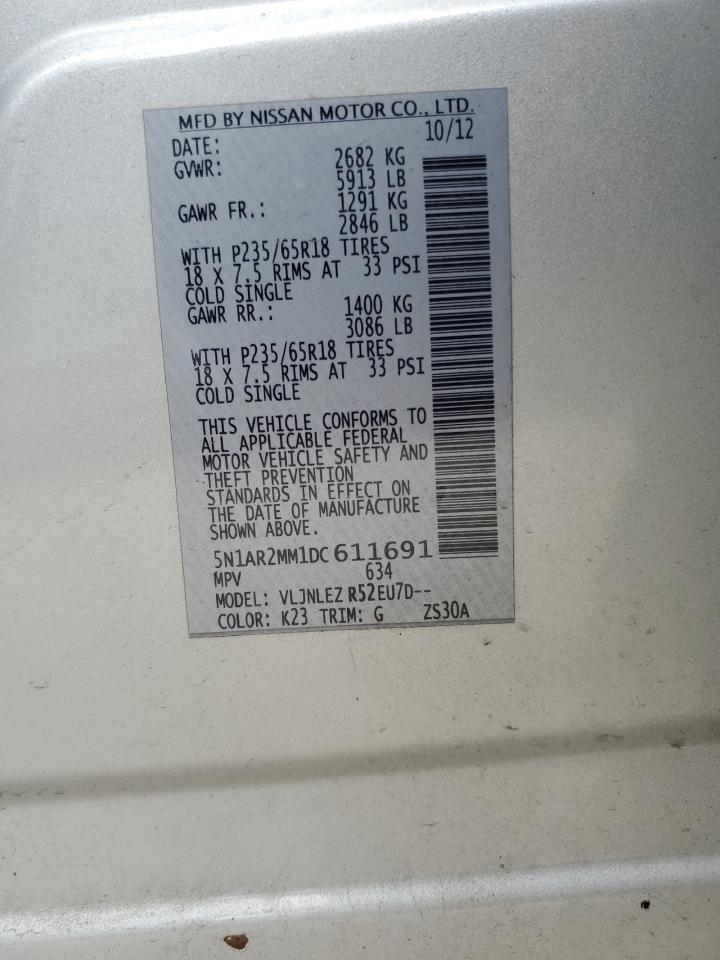 MFD BY NISSAN MOTOR CO., LTD.
DATE: 10/12
GVWR: 2682 KG
5913 LB
GAWR FR.: 1291 KG
2846 LB
WITH P235/65R18 TIRES
18 X 7.5 RIMS AT 33 PSI
COLD SINGLE
GAWR RR.: 1400 KG
3086 LB
WITH P235/65R18 TIRES
18 X 7.5 RIMS AT 33 PSI
COLD SINGLE
THIS VEHICLE CONFORMS TO
ALL APPLICABLE FEDERAL
MOTOR VEHICLE SAFETY AND
THEFT PREVENTION
STANDARDS IN EFFECT ON
THE DATE OF MANUFACTURE
SHOWN ABOVE.
5N1AR2MM1DC 611691
MPV 634
MODEL: VLJNLEZ R52EU7D--
COLOR: K23 TRIM: G ZS30A